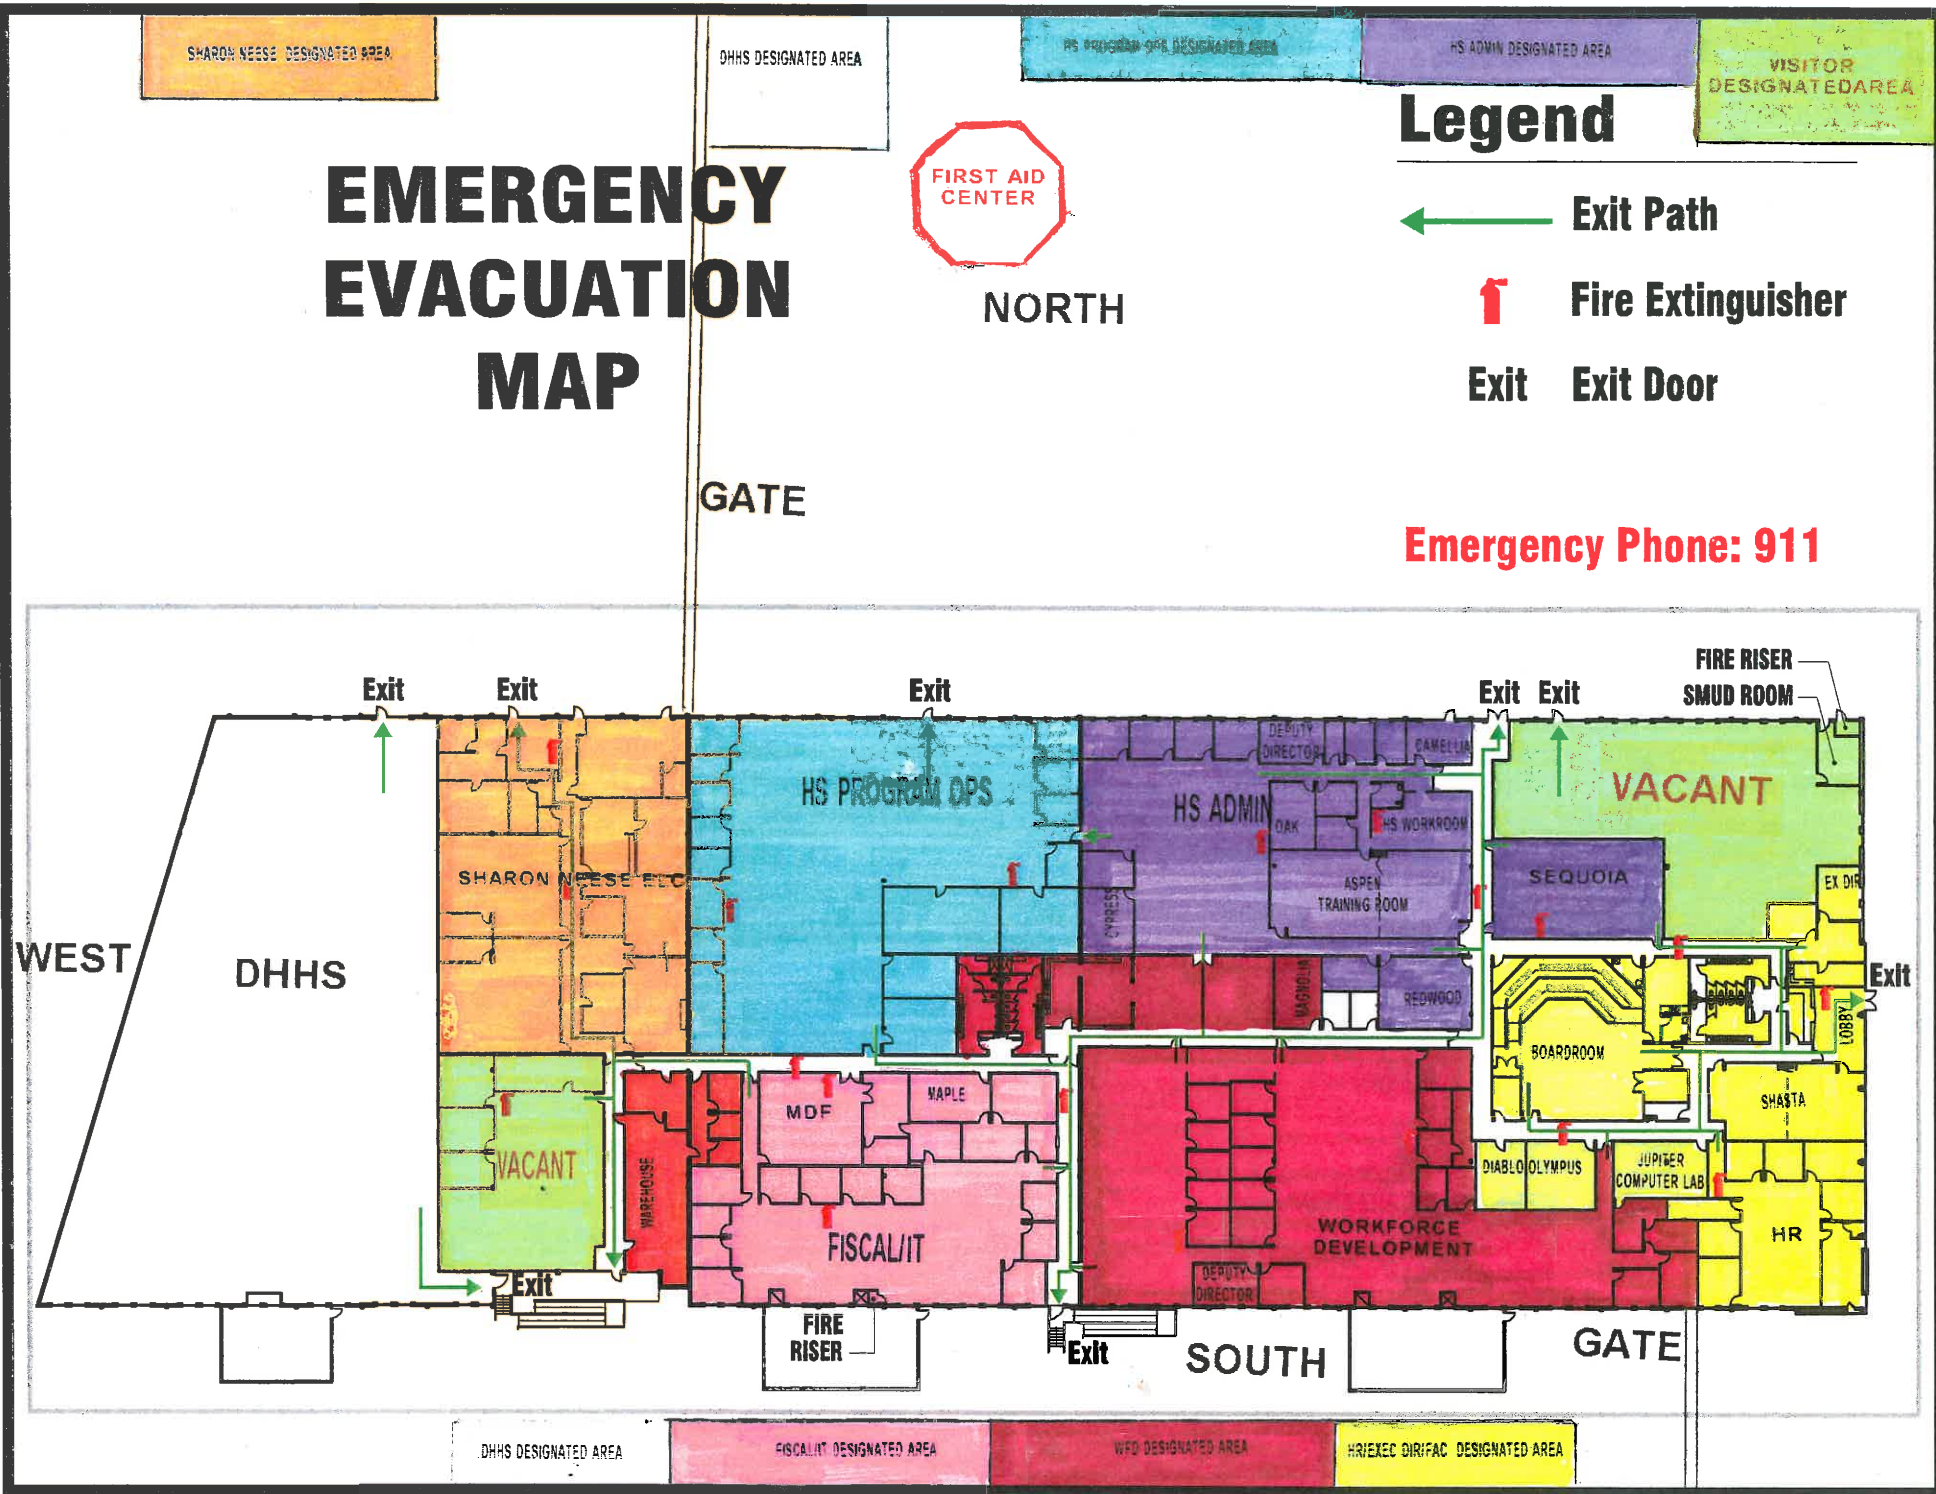 SHARON NEESE DESIGNATED AREA
DHHS DESIGNATED AREA
HS PROGRAM OPS DESIGNATED AREA
HS ADMIN DESIGNATED AREA
VISITOR
DESIGNATEDAREA
Legend
EMERGENCY
EVACUATION
MAP
FIRST AID
CENTER
NORTH
Exit Path
Fire Extinguisher
Exit Exit Door
GATE
Emergency Phone: 911
FIRE RISER
SMUD ROOM
Exit
Exit
Exit
Exit
Exit
DEPUTY
DIRECTOR
CAMELLIA
HS PROGRAM OPS
HS ADMIN
OAK
HS WORKROOM
VACANT
SHARON NEESE ELC
CYPRESS
ASPEN
TRAINING ROOM
SEQUOIA
EX DIR
WEST
DHHS
MAGNOLIA
REDWOOD
Exit
LOBBY
BOARDROOM
MDF
MAPLE
SHASTA
VACANT
WAREHOUSE
DIABLO
OLYMPUS
JUPITER
COMPUTER LAB
FISCAL/IT
WORKFORCE
DEVELOPMENT
HR
DEPUTY
DIRECTOR
Exit
FIRE
RISER
Exit
SOUTH
GATE
DHHS DESIGNATED AREA
FISCAL/IT DESIGNATED AREA
WFD DESIGNATED AREA
HR/EXEC DIR/FAC DESIGNATED AREA